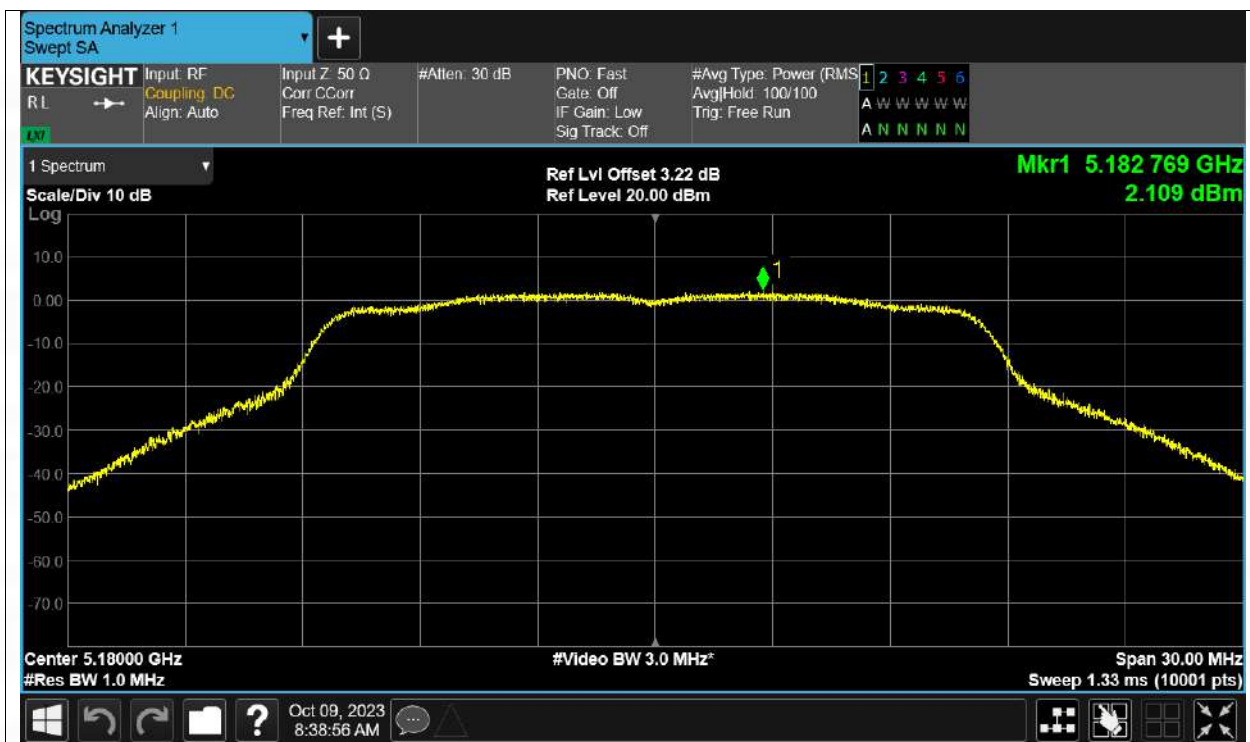 Spectrum Analyzer 1
Swept SA
+
KEYSIGHT
RL
LXI
Input: RF
Coupling: DC
Align: Auto
Input Z: 50 Ω
Corr CCorr
Freq Ref: Int (S)
#Atten: 30 dB
PNO: Fast
Gate: Off
IF Gain: Low
Sig Track: Off
#Avg Type: Power (RMS
Avg|Hold: 100/100
Trig: Free Run
1 2 3 4 5 6
A W W W W W
A N N N N N
1 Spectrum
Scale/Div 10 dB
Log
Ref Lvl Offset 3.22 dB
Ref Level 20.00 dBm
Mkr1 5.182 769 GHz
2.109 dBm
1
10.0
0.00
-10.0
-20.0
-30.0
-40.0
-50.0
-60.0
-70.0
Center 5.18000 GHz
#Res BW 1.0 MHz
#Video BW 3.0 MHz*
Span 30.00 MHz
Sweep 1.33 ms (10001 pts)
?
Oct 09, 2023
8:38:56 AM